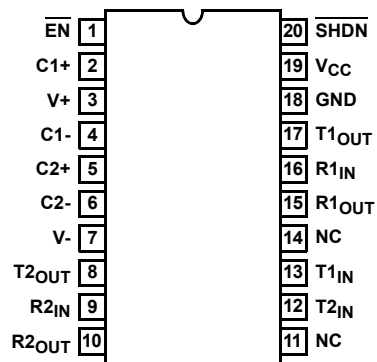 EN 1 20 SHDN
C1+ 2 19 VCC
V+ 3 18 GND
C1- 4 17 T1OUT
C2+ 5 16 R1IN
C2- 6 15 R1OUT
V- 7 14 NC
T2OUT 8 13 T1IN
R2IN 9 12 T2IN
R2OUT 10 11 NC